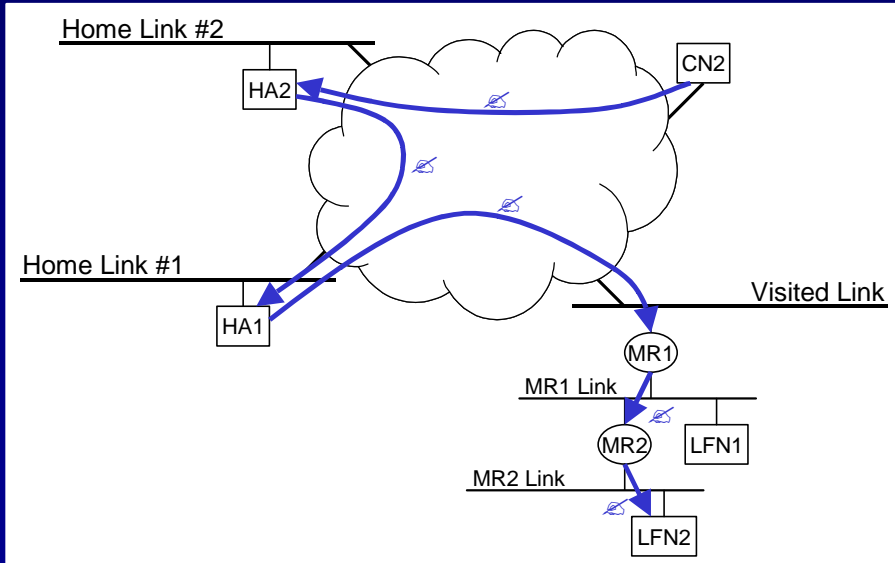 Home Link #2
CN2
HA2
Home Link #1
HA1
Visited Link
MR1
MR1 Link
MR2
LFN1
MR2 Link
LFN2